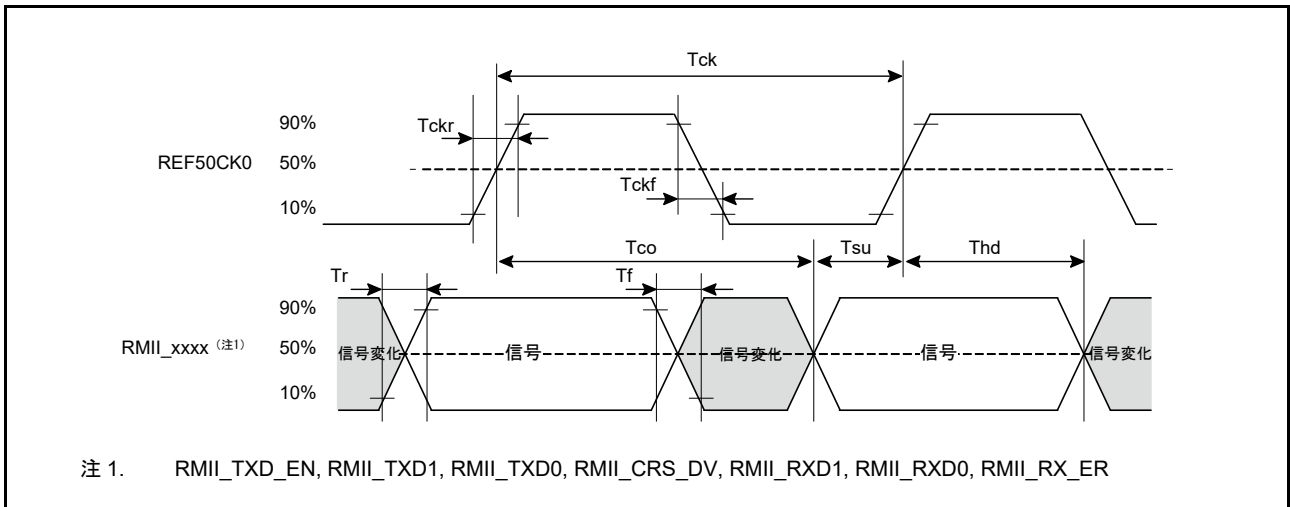 Tck
90%
Tckr
REF50CK0
50%
Tckf
10%
Tco
Tsu
Thd
Tr
Tf
90%
RMII_xxxx (注1)
50%
信号変化
信号
信号変化
信号
信号変化
10%
注 1. RMII_TXD_EN, RMII_TXD1, RMII_TXD0, RMII_CRS_DV, RMII_RXD1, RMII_RXD0, RMII_RX_ER